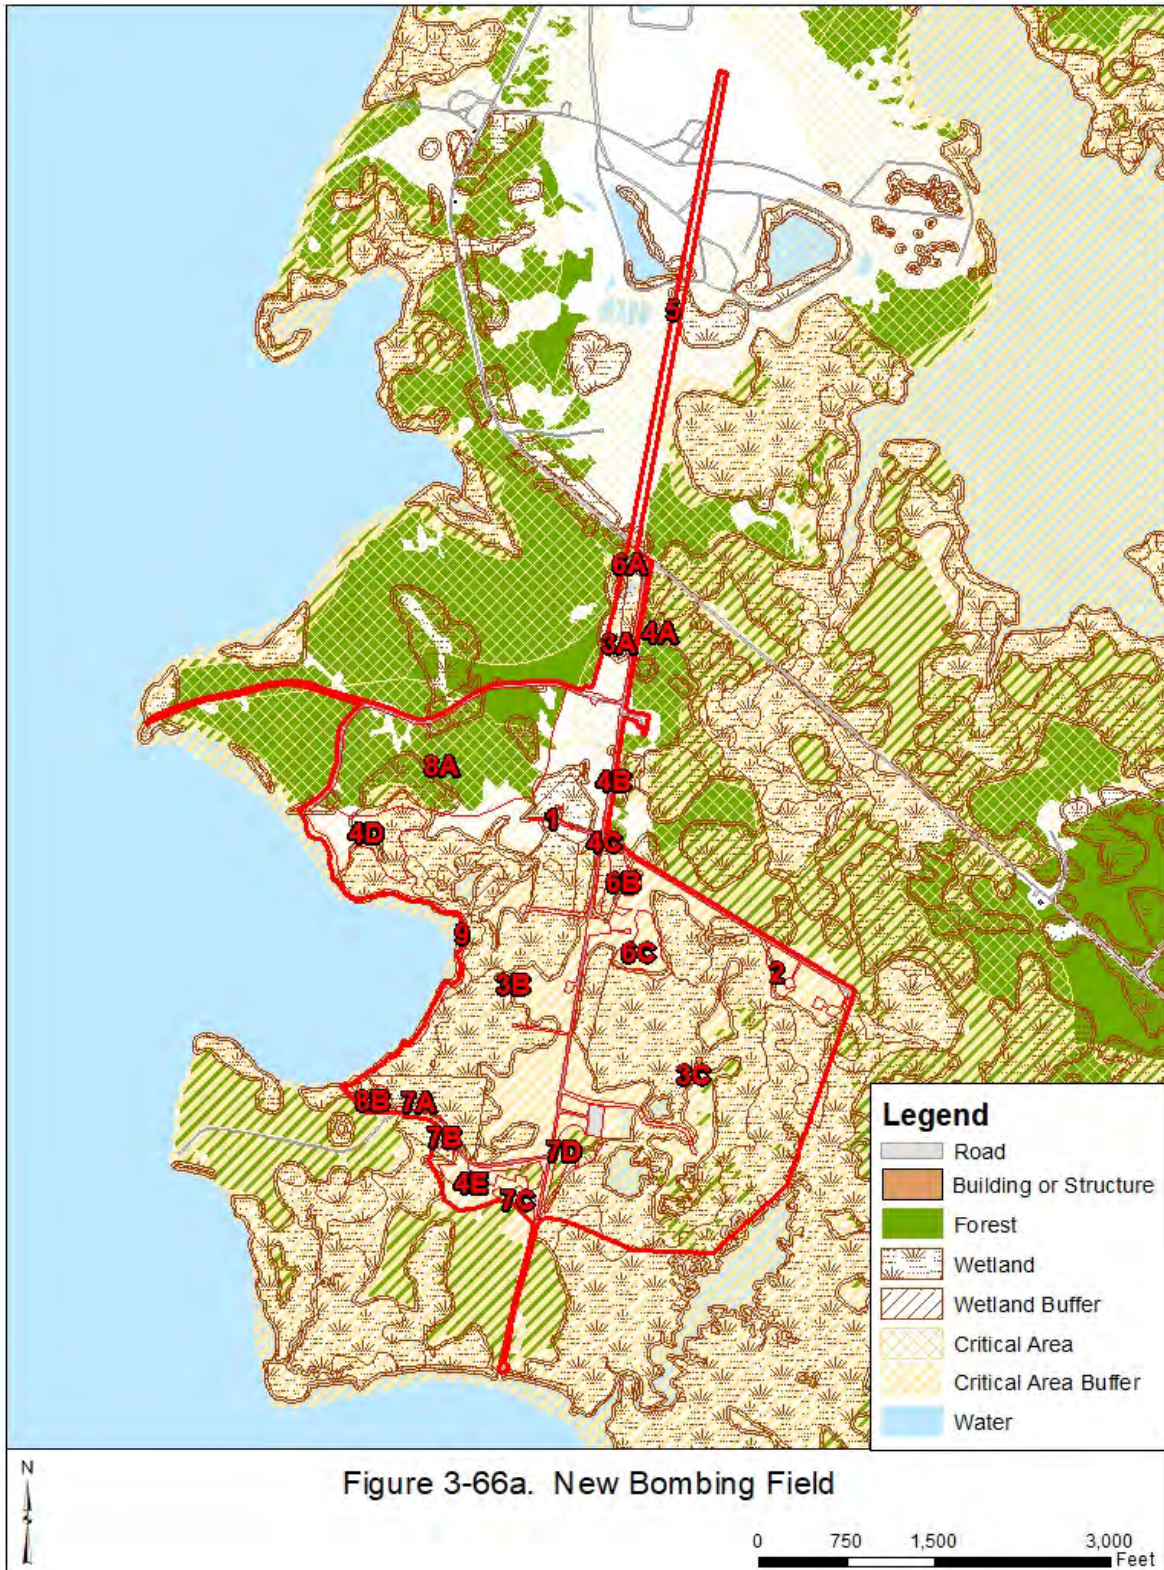 5
6A
4A
3A
8A
4B
1
4D
4C
6B
9
6C
2
3B
3C
8B 7A
7B
7D
4E
7C
Legend
Road
Building or Structure
Forest
Wetland
Wetland Buffer
Critical Area
Critical Area Buffer
Water
N
Figure 3-66a. New Bombing Field
0 750 1,500 3,000
Feet